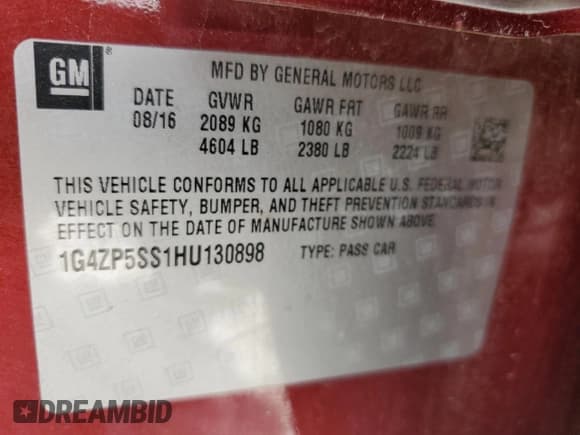 GM ®
MFD BY GENERAL MOTORS LLC
DATE GVWR GAWR FRT GAWR RR
08/16 2089 KG 1080 KG 1009 KG
4604 LB 2380 LB 2224 LB
THIS VEHICLE CONFORMS TO ALL APPLICABLE U.S. FEDERAL MOTOR
VEHICLE SAFETY, BUMPER, AND THEFT PREVENTION STANDARDS IN
EFFECT ON THE DATE OF MANUFACTURE SHOWN ABOVE.
1G4ZP5SS1HU130898 TYPE: PASS CAR
DREAMBID